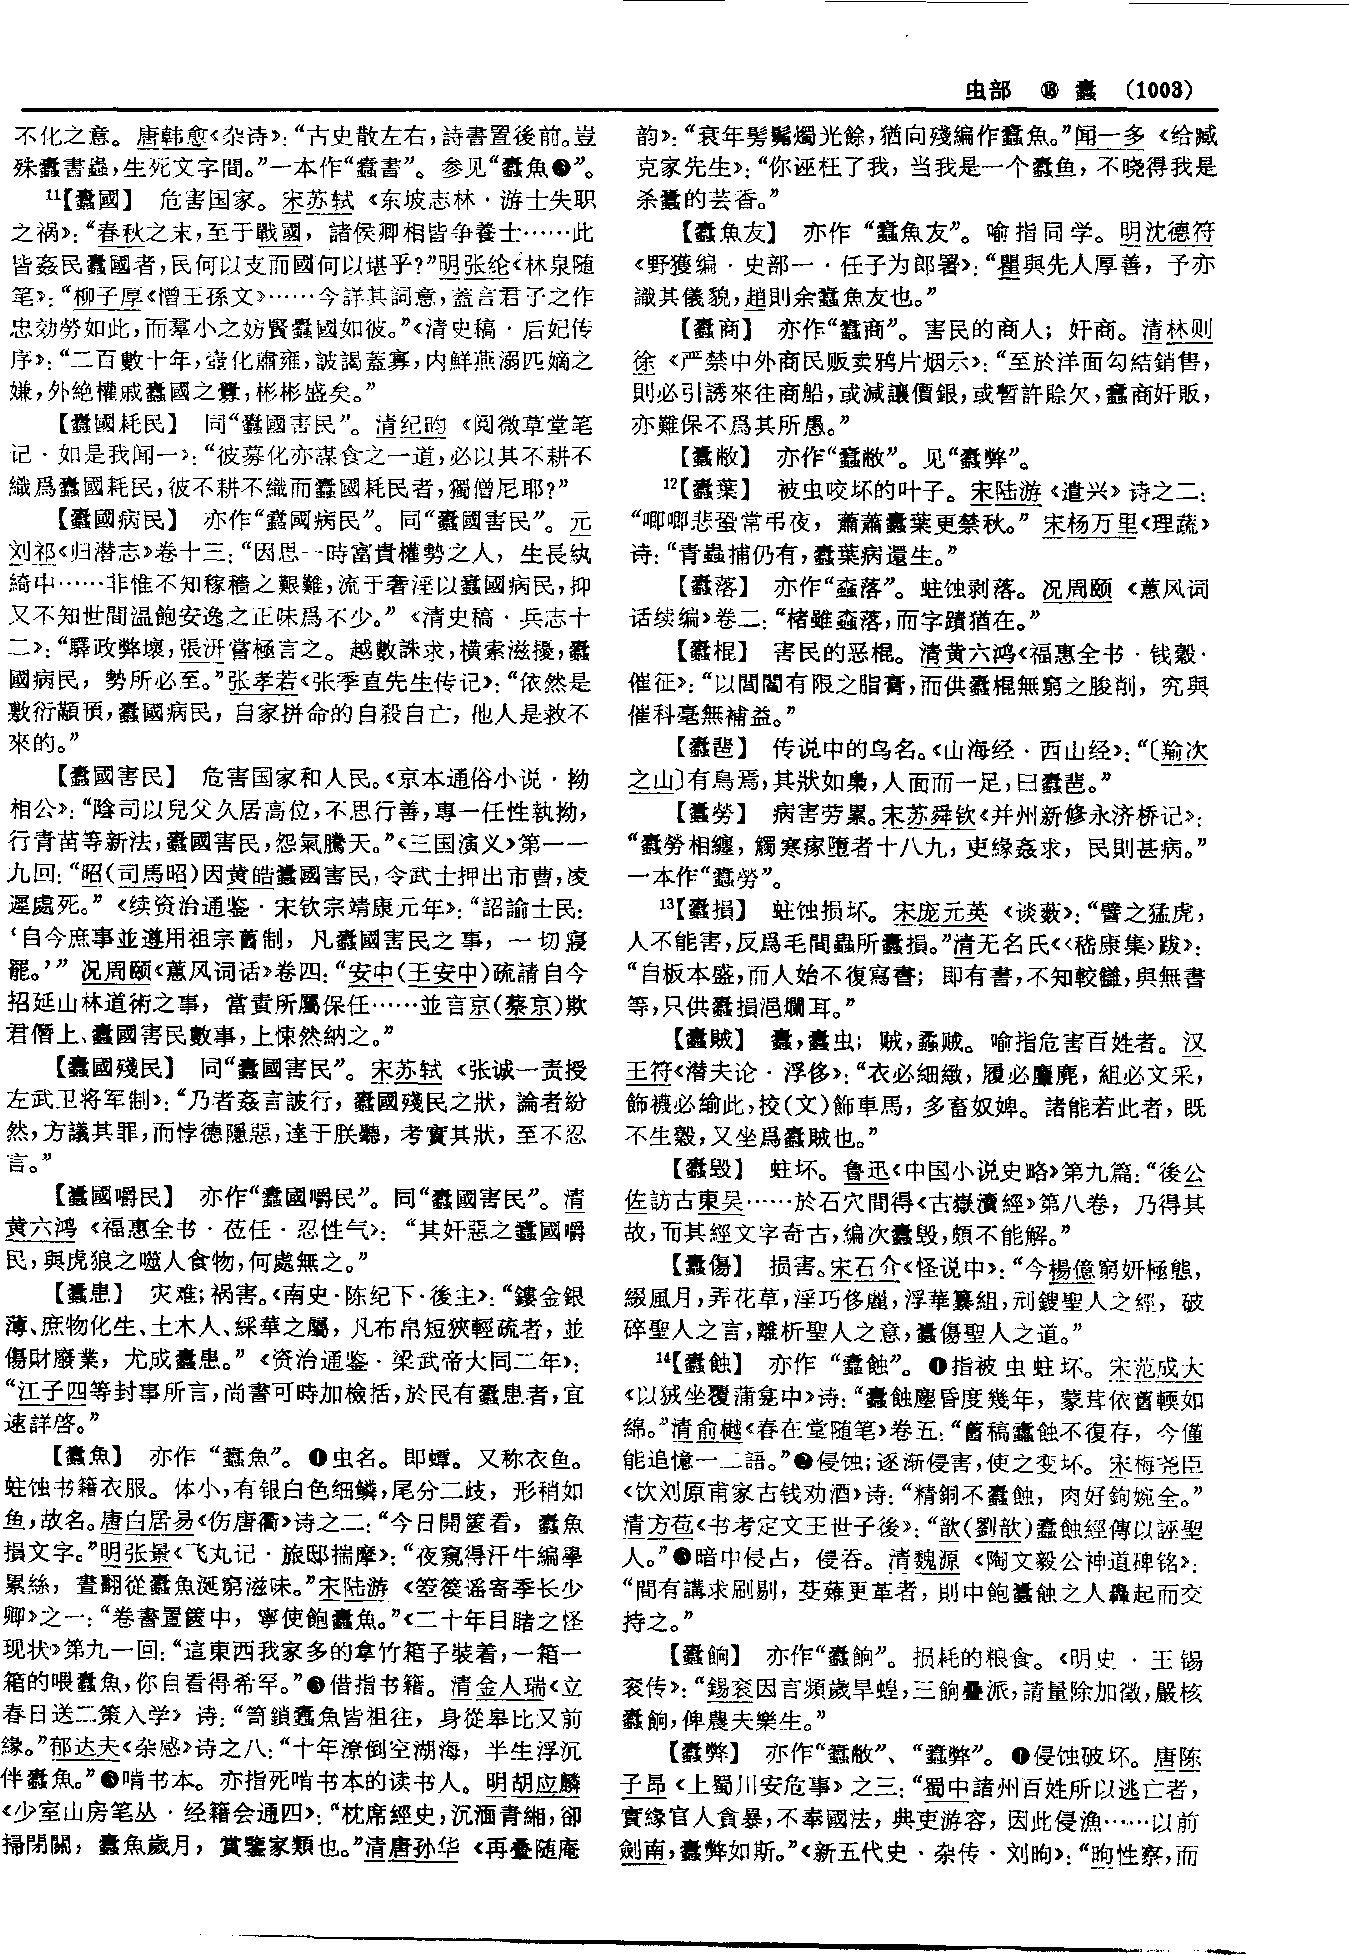 虫部 ⑱ 蠹 (1003)
不化之意。唐韩愈《杂诗》：“古史散左右，詩書置後前。豈
殊蠹書蟲，生死文字間。”一本作“蠧書”。参见“蠹魚❸”。
11【蠹國】 危害国家。宋苏轼《东坡志林·游士失职
之祸》：“春秋之末，至于戰國，諸侯卿相皆争養士……此
皆姦民蠹國者，民何以支而國何以堪乎？”明张纶《林泉随
笔》：“柳子厚《憎王孫文》……今詳其詞意，蓋言君子之作
忠効勞如此，而羣小之妨賢蠹國如彼。”《清史稿·后妃传
序》：“二百數十年，壼化肅雍，詖謁蓋寡，内鮮燕溺匹嫡之
嫌，外絶權戚蠹國之釁，彬彬盛矣。”
【蠹國耗民】 同“蠹國害民”。清纪昀《阅微草堂笔
记·如是我闻一》：“彼募化亦謀食之一道，必以其不耕不
織爲蠹國耗民，彼不耕不織而蠹國耗民者，獨僧尼耶？”
【蠹國病民】 亦作“蠧國病民”。同“蠹國害民”。元
刘祁《归潜志》卷十三：“因思一時富貴權勢之人，生長紈
綺中……非惟不知稼穡之艱難，流于奢淫以蠹國病民，抑
又不知世間温飽安逸之正味爲不少。”《清史稿·兵志十
二》：“驛政弊壞，張汧嘗極言之。越數誅求，横索滋擾，蠹
國病民，勢所必至。”张孝若《张季直先生传记》：“依然是
敷衍顢頇，蠹國病民，自家拼命的自殺自亡，他人是救不
來的。”
【蠹國害民】 危害国家和人民。《京本通俗小说·拗
相公》：“陰司以兒父久居高位，不思行善，專一任性執拗，
行青苗等新法，蠹國害民，怨氣騰天。”《三国演义》第一一
九回：“昭（司馬昭）因黄皓蠹國害民，令武士押出市曹，凌
遲處死。”《续资治通鉴·宋钦宗靖康元年》：“詔諭士民：
‘自今庶事並遵用祖宗舊制，凡蠹國害民之事，一切寢
罷。’”况周颐《蕙风词话》卷四：“安中（王安中）疏請自今
招延山林道術之事，當責所屬保任……並言京（蔡京）欺
君僭上、蠹國害民數事，上悚然納之。”
【蠹國殘民】 同“蠹國害民”。宋苏轼《张诚一责授
左武卫将军制》：“乃者姦言詖行，蠹國殘民之狀，論者紛
然，方議其罪，而悖德隱惡，達于朕聽，考實其狀，至不忍
言。”
【蠹國嚼民】 亦作“蠧國嚼民”。同“蠹國害民”。清
黄六鸿《福惠全书·莅任·忍性气》：“其奸惡之蠹國嚼
民，與虎狼之噬人食物，何處無之。”
【蠹患】 灾难；祸害。《南史·陈纪下·後主》：“鏤金銀
薄、庶物化生、土木人、綵華之屬，凡布帛短狹輕疏者，並
傷財廢業，尤成蠹患。”《资治通鉴·梁武帝大同二年》：
“江子四等封事所言，尚書可時加檢括，於民有蠹患者，宜
速詳啓。”
【蠹魚】 亦作“蠧魚”。❶虫名。即蟫。又称衣鱼。
蛀蚀书籍衣服。体小，有银白色细鳞，尾分二歧，形稍如
鱼，故名。唐白居易《伤唐衢》诗之二：“今日開篋看，蠹魚
損文字。”明张景《飞丸记·旅邸揣摩》：“夜窺得汗牛編摹
累絲，晝翻從蠹魚涎窮滋味。”宋陆游《箜篌谣寄季长少
卿》之一：“卷書置篋中，寧使飽蠹魚。”《二十年目睹之怪
现状》第九一回：“這東西我家多的拿竹箱子裝着，一箱一
箱的喂蠹魚，你自看得希罕。”❷借指书籍。清金人瑞《立
春日送二策入学》诗：“笥鎖蠹魚皆祖往，身從皋比又前
緣。”郁达夫《杂感》诗之八：“十年潦倒空湖海，半生浮沉
伴蠹魚。”❸啃书本。亦指死啃书本的读书人。明胡应麟
《少室山房笔丛·经籍会通四》：“枕席經史，沉湎青緗，卻
掃閉關，蠹魚歲月，賞鑒家類也。”清唐孙华《再叠随庵
韵》：“衰年髣髴燭光餘，猶向殘編作蠹魚。”闻一多《给臧
克家先生》：“你诬枉了我，当我是一个蠹鱼，不晓得我是
杀蠹的芸香。”
【蠹魚友】 亦作“蠧魚友”。喻指同学。明沈德符
《野獲编·史部一·任子为郎署》：“瞿與先人厚善，予亦
識其儀貌，趙則余蠹魚友也。”
【蠹商】 亦作“蠧商”。害民的商人；奸商。清林则
徐《严禁中外商民贩卖鸦片烟示》：“至於洋面勾結銷售，
則必引誘來往商船，或減讓價銀，或暫許賒欠，蠹商奸販，
亦難保不爲其所愚。”
【蠹敝】 亦作“蠧敝”。见“蠹弊”。
12【蠹葉】 被虫咬坏的叶子。宋陆游《遣兴》诗之二：
“唧唧悲蛩常弔夜，蕭蕭蠹葉更禁秋。”宋杨万里《理蔬》
诗：“青蟲捕仍有，蠹葉病還生。”
【蠹落】 亦作“螙落”。蛀蚀剥落。况周颐《蕙风词
话续编》卷二：“楮雖螙落，而字蹟猶在。”
【蠹棍】 害民的恶棍。清黄六鸿《福惠全书·钱穀·
催征》：“以閭閻有限之脂膏，而供蠹棍無窮之朘削，究與
催科毫無補益。”
【蠹𩇯】 传说中的鸟名。《山海经·西山经》：“〔羭次
之山〕有鳥焉，其狀如梟，人面而一足，曰蠹𩇯。”
【蠹勞】 病害劳累。宋苏舜钦《并州新修永济桥记》：
“蠹勞相纏，觸寒瘃墮者十八九，吏緣姦求，民則甚病。”
一本作“蠧勞”。
13【蠹損】 蛀蚀损坏。宋庞元英《谈薮》：“譬之猛虎，
人不能害，反爲毛間蟲所蠹損。”清无名氏《〈嵇康集〉跋》：
“自板本盛，而人始不復寫書；即有書，不知較讎，與無書
等，只供蠹損浥爛耳。”
【蠹賊】 蠹，蠹虫；贼，蟊贼。喻指危害百姓者。汉
王符《潜夫论·浮侈》：“衣必細緻，履必麞麂，組必文采，
飾襪必緰此，挍（文）飾車馬，多畜奴婢。諸能若此者，既
不生穀，又坐爲蠹賊也。”
【蠹毀】 蛀坏。鲁迅《中国小说史略》第九篇：“後公
佐訪古東吴……於石穴間得《古嶽瀆經》第八卷，乃得其
故，而其經文字奇古，編次蠹毁，頗不能解。”
【蠹傷】 损害。宋石介《怪说中》：“今楊億窮妍極態，
綴風月，弄花草，淫巧侈麗，浮華纂組，刓鎪聖人之經，破
碎聖人之言，離析聖人之意，蠹傷聖人之道。”
14【蠹蝕】 亦作“蠧蝕”。❶指被虫蛀坏。宋范成大
《以狨坐覆蒲龛中》诗：“蠹蝕塵昏度幾年，蒙茸依舊輭如
綿。”清俞樾《春在堂随笔》卷五：“舊稿蠹蝕不復存，今僅
能追憶一二語。”❷侵蚀；逐渐侵害，使之变坏。宋梅尧臣
《饮刘原甫家古钱劝酒》诗：“精銅不蠹蝕，肉好鉤婉全。”
清方苞《书考定文王世子後》：“歆（劉歆）蠹蝕經傳以誣聖
人。”❸暗中侵占，侵吞。清魏源《陶文毅公神道碑铭》：
“間有講求剔剔，芟薙更革者，則中飽蠹蝕之人轟起而交
持之。”
【蠹餉】 亦作“蠧餉”。损耗的粮食。《明史·王锡
衮传》：“錫衮因言頻歲旱蝗，三餉疊派，請量除加徵，嚴核
蠹餉，俾農夫樂生。”
【蠹弊】 亦作“蠹敝”、“蠧弊”。❶侵蚀破坏。唐陈
子昂《上蜀川安危事》之三：“蜀中諸州百姓所以逃亡者，
實緣官人貪暴，不奉國法，典吏游容，因此侵漁……以前
劍南，蠹弊如斯。”《新五代史·杂传·刘昫》：“昫性察，而